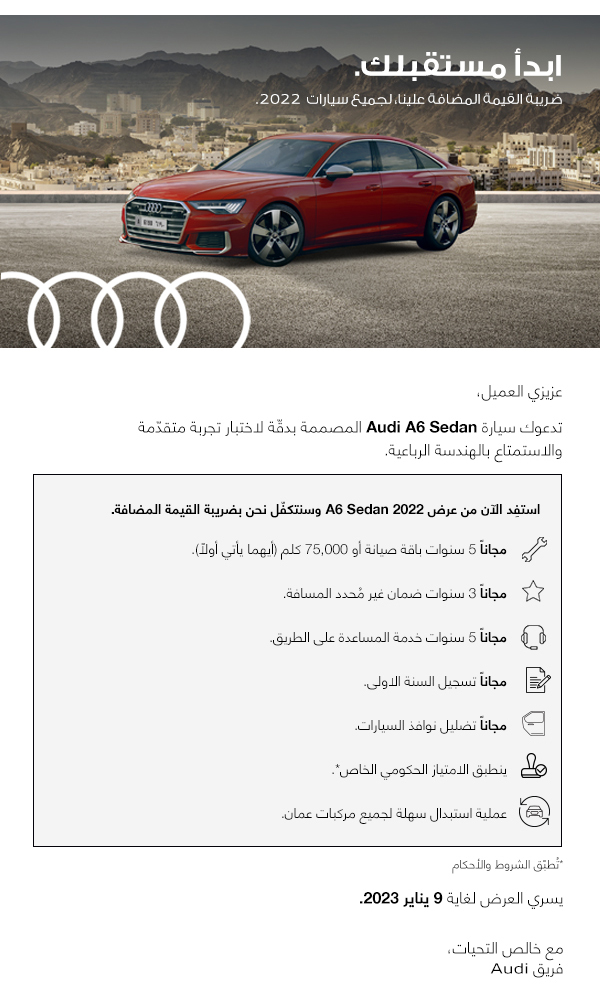 ابدأ مستقبلك.
ضريبة القيمة المضافة علينا، لجميع سيارات 2022.
عزيزي العميل،
تدعوك سيارة Audi A6 Sedan المصممة بدقّة لاختبار تجربة متقدّمة
والاستمتاع بالهندسة الرباعية.
استفِد الآن من عرض A6 Sedan 2022 وسنتكفّل نحن بضريبة القيمة المضافة.
مجاناً 5 سنوات باقة صيانة أو 75,000 كلم (أيهما يأتي أولاً).
مجاناً 3 سنوات ضمان غير مُحدد المسافة.
مجاناً 5 سنوات خدمة المساعدة على الطريق.
مجاناً تسجيل السنة الاولى.
مجاناً تضليل نوافذ السيارات.
ينطبق الامتياز الحكومي الخاص*.
عملية استبدال سهلة لجميع مركبات عمان.
*تُطبّق الشروط والأحكام
يسري العرض لغاية 9 يناير 2023.
مع خالص التحيات،
فريق Audi